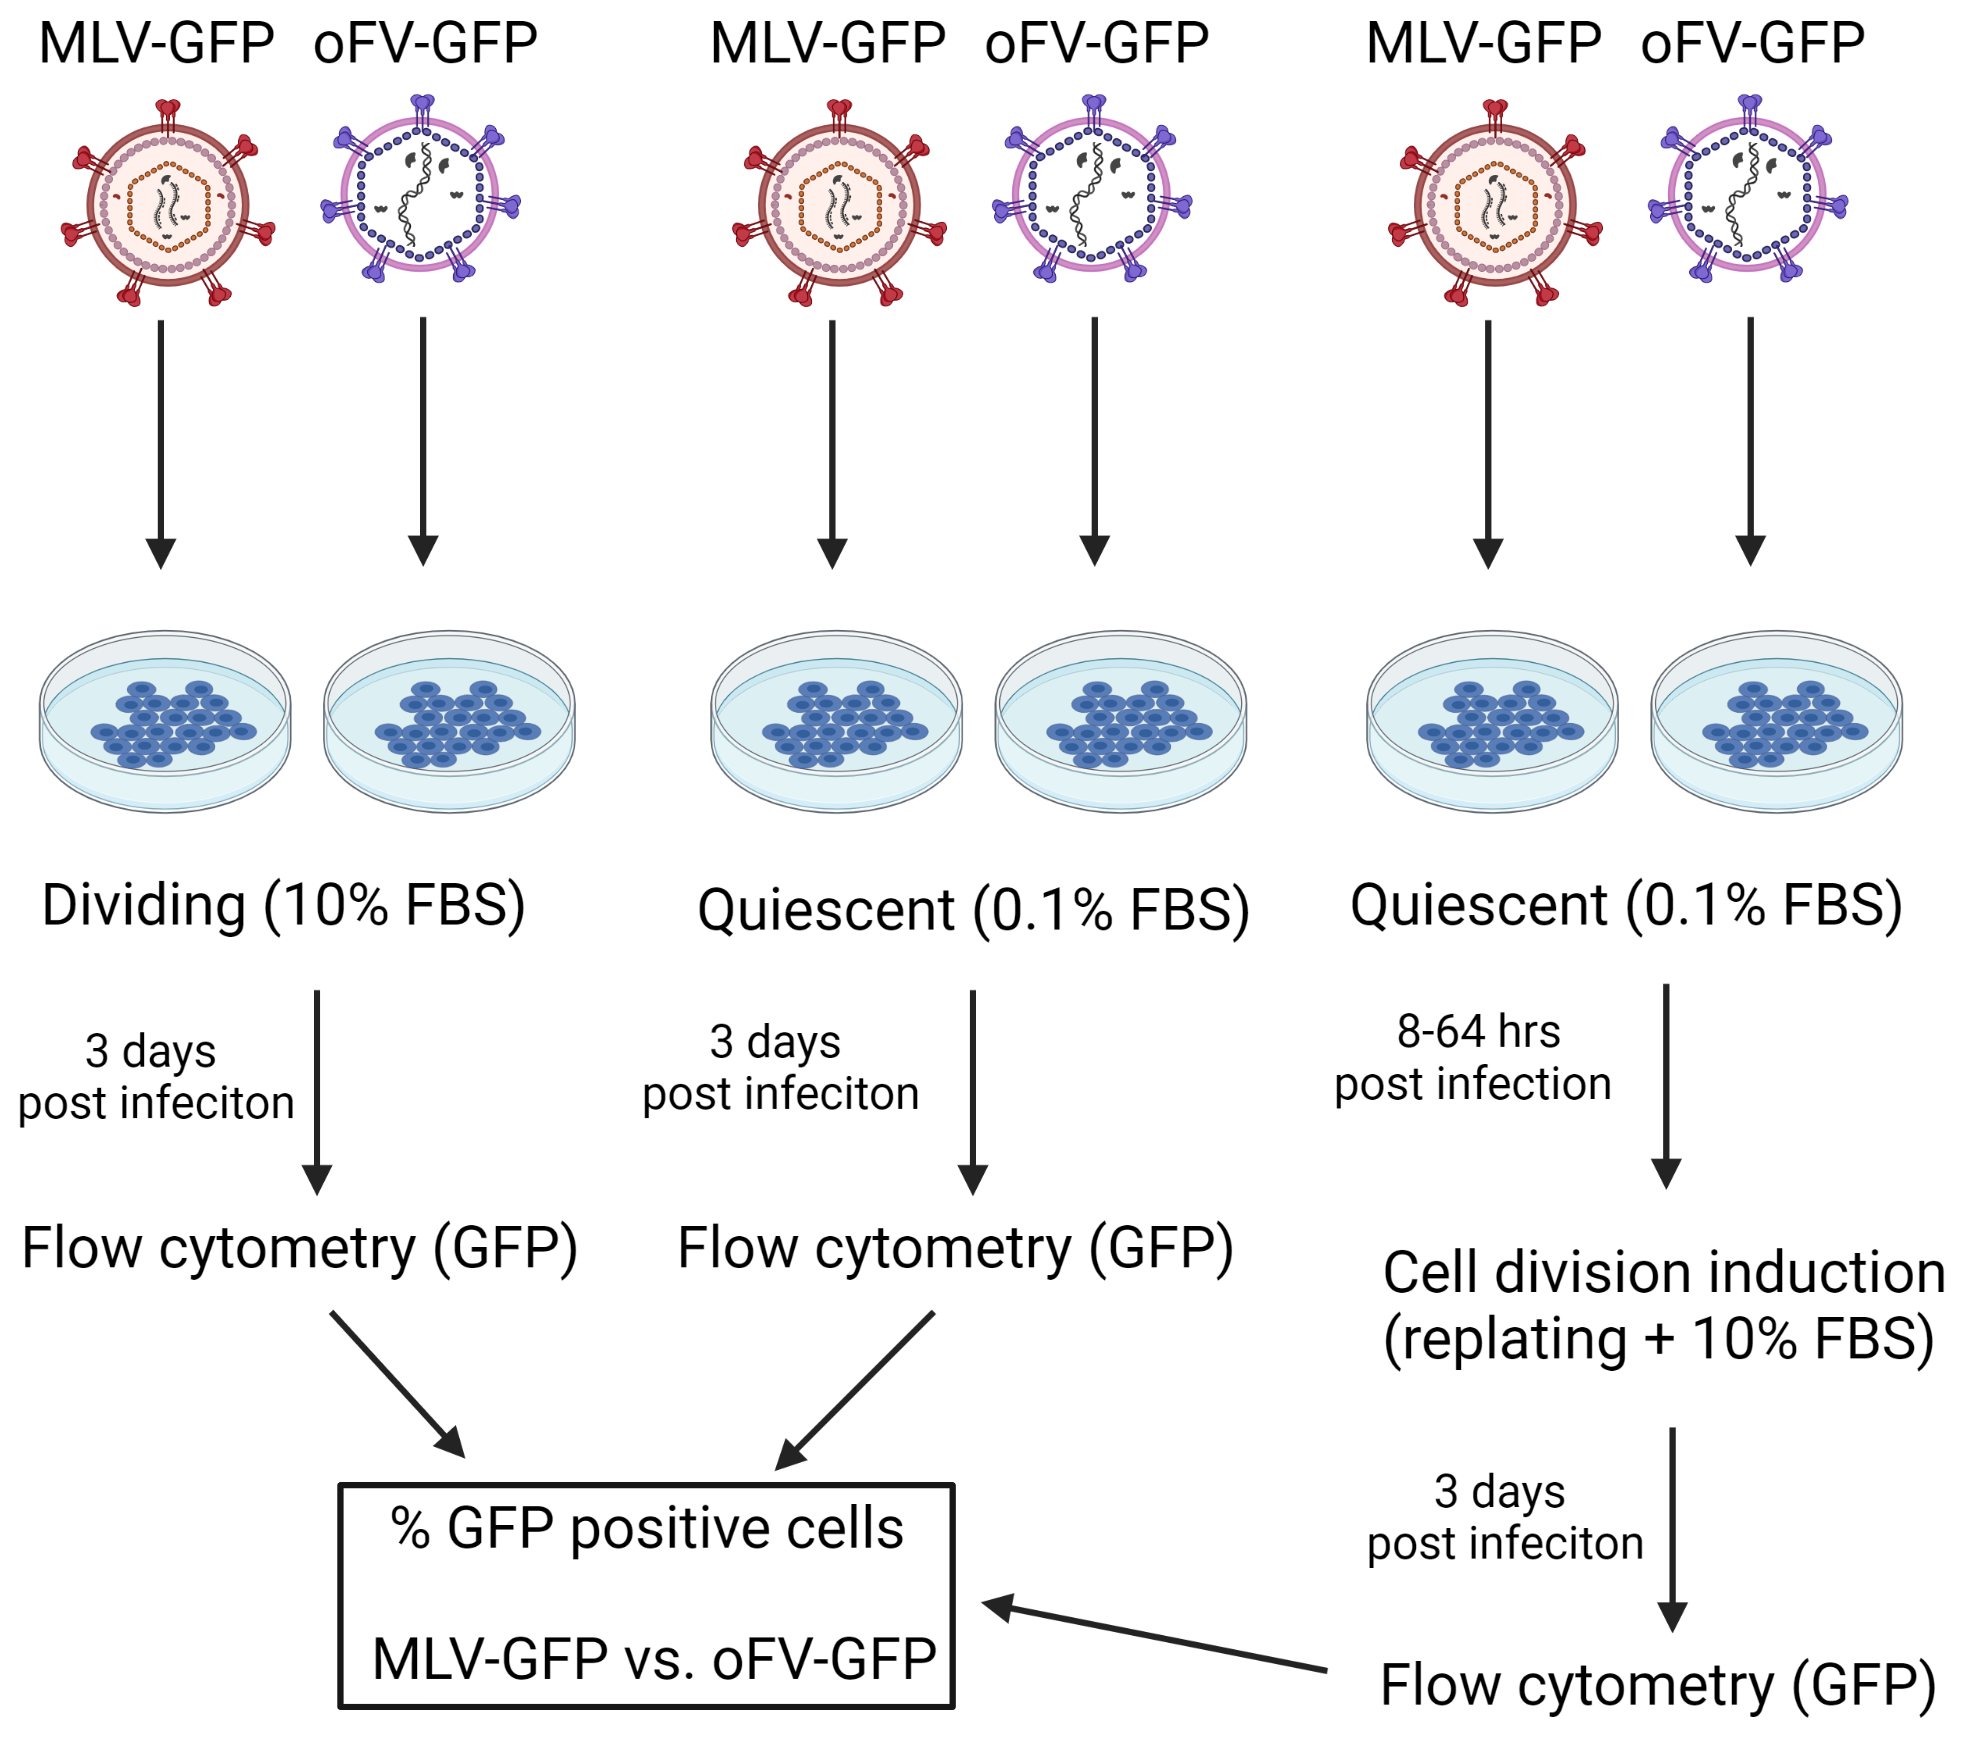 MLV-GFP oFV-GFP
MLV-GFP oFV-GFP
MLV-GFP oFV-GFP
Dividing (10% FBS)
Quiescent (0.1% FBS)
Quiescent (0.1% FBS)
3 days
post infeciton
3 days
post infeciton
8-64 hrs
post infection
Flow cytometry (GFP)
Flow cytometry (GFP)
Cell division induction
(replating + 10% FBS)
3 days
post infeciton
Flow cytometry (GFP)
% GFP positive cells
MLV-GFP vs. oFV-GFP